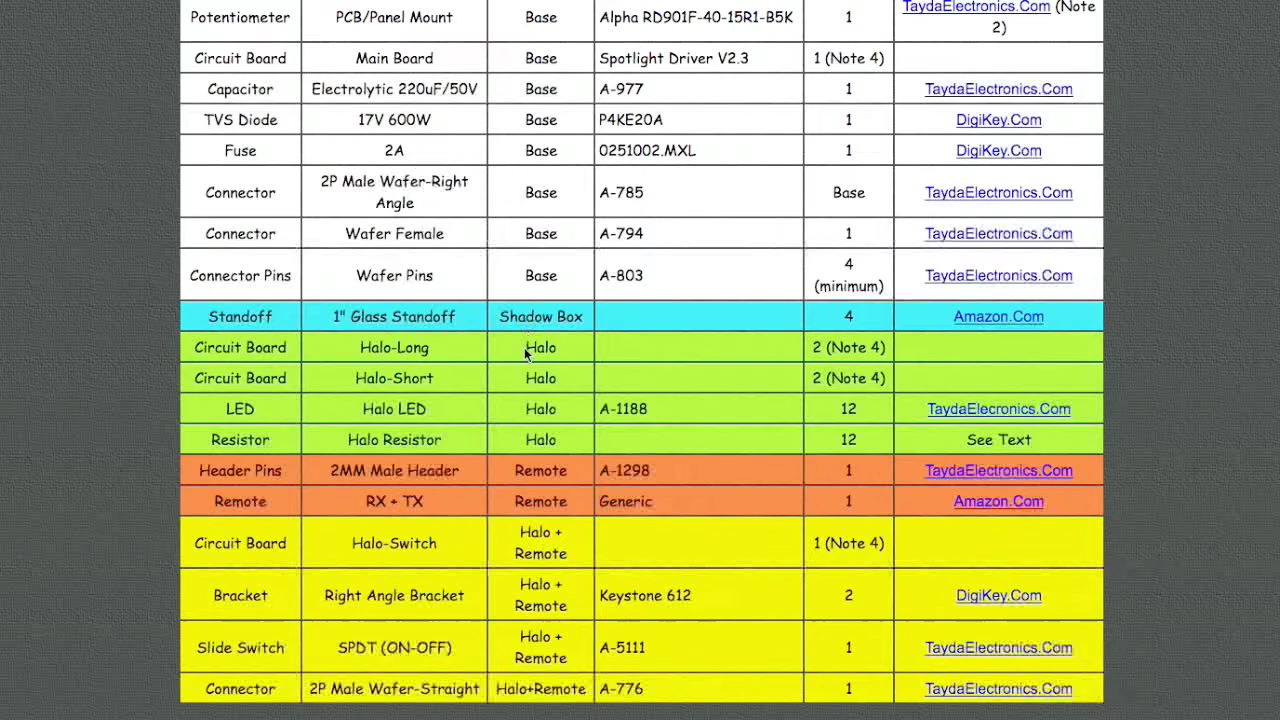 TaydaElectronics.Com (Note
Potentiometer PCB/Panel Mount Base Alpha RD901F-40-15R1-B5K 1
2)
Circuit Board Main Board Base Spotlight Driver V2.3 1 (Note 4)
Capacitor Electrolytic 220uF/50V Base A-977 1 TaydaElectronics.Com
TVS Diode 17V 600W Base P4KE20A 1 DigiKey.Com
Fuse 2A Base 0251002.MXL 1 DigiKey.Com
2P Male Wafer-Right
Connector Base A-785 Base TaydaElectronics.Com
Angle
Connector Wafer Female Base A-794 1 TaydaElectronics.Com
4
Connector Pins Wafer Pins Base A-803 TaydaElectronics.Com
(minimum)
Standoff 1" Glass Standoff Shadow Box 4 Amazon.Com
Circuit Board Halo-Long Halo 2 (Note 4)
Circuit Board Halo-Short Halo 2 (Note 4)
LED Halo LED Halo A-1188 12 TaydaElecronics.Com
Resistor Halo Resistor Halo 12 See Text
Header Pins 2MM Male Header Remote A-1298 1 TaydaElectronics.Com
Remote RX + TX Remote Generic 1 Amazon.Com
Halo +
Circuit Board Halo-Switch 1 (Note 4)
Remote
Halo +
Bracket Right Angle Bracket Keystone 612 2 DigiKey.Com
Remote
Halo +
Slide Switch SPDT (ON-OFF) A-5111 1 TaydaElectronics.Com
Remote
Connector 2P Male Wafer-Straight Halo+Remote A-776 1 TaydaElectronics.Com